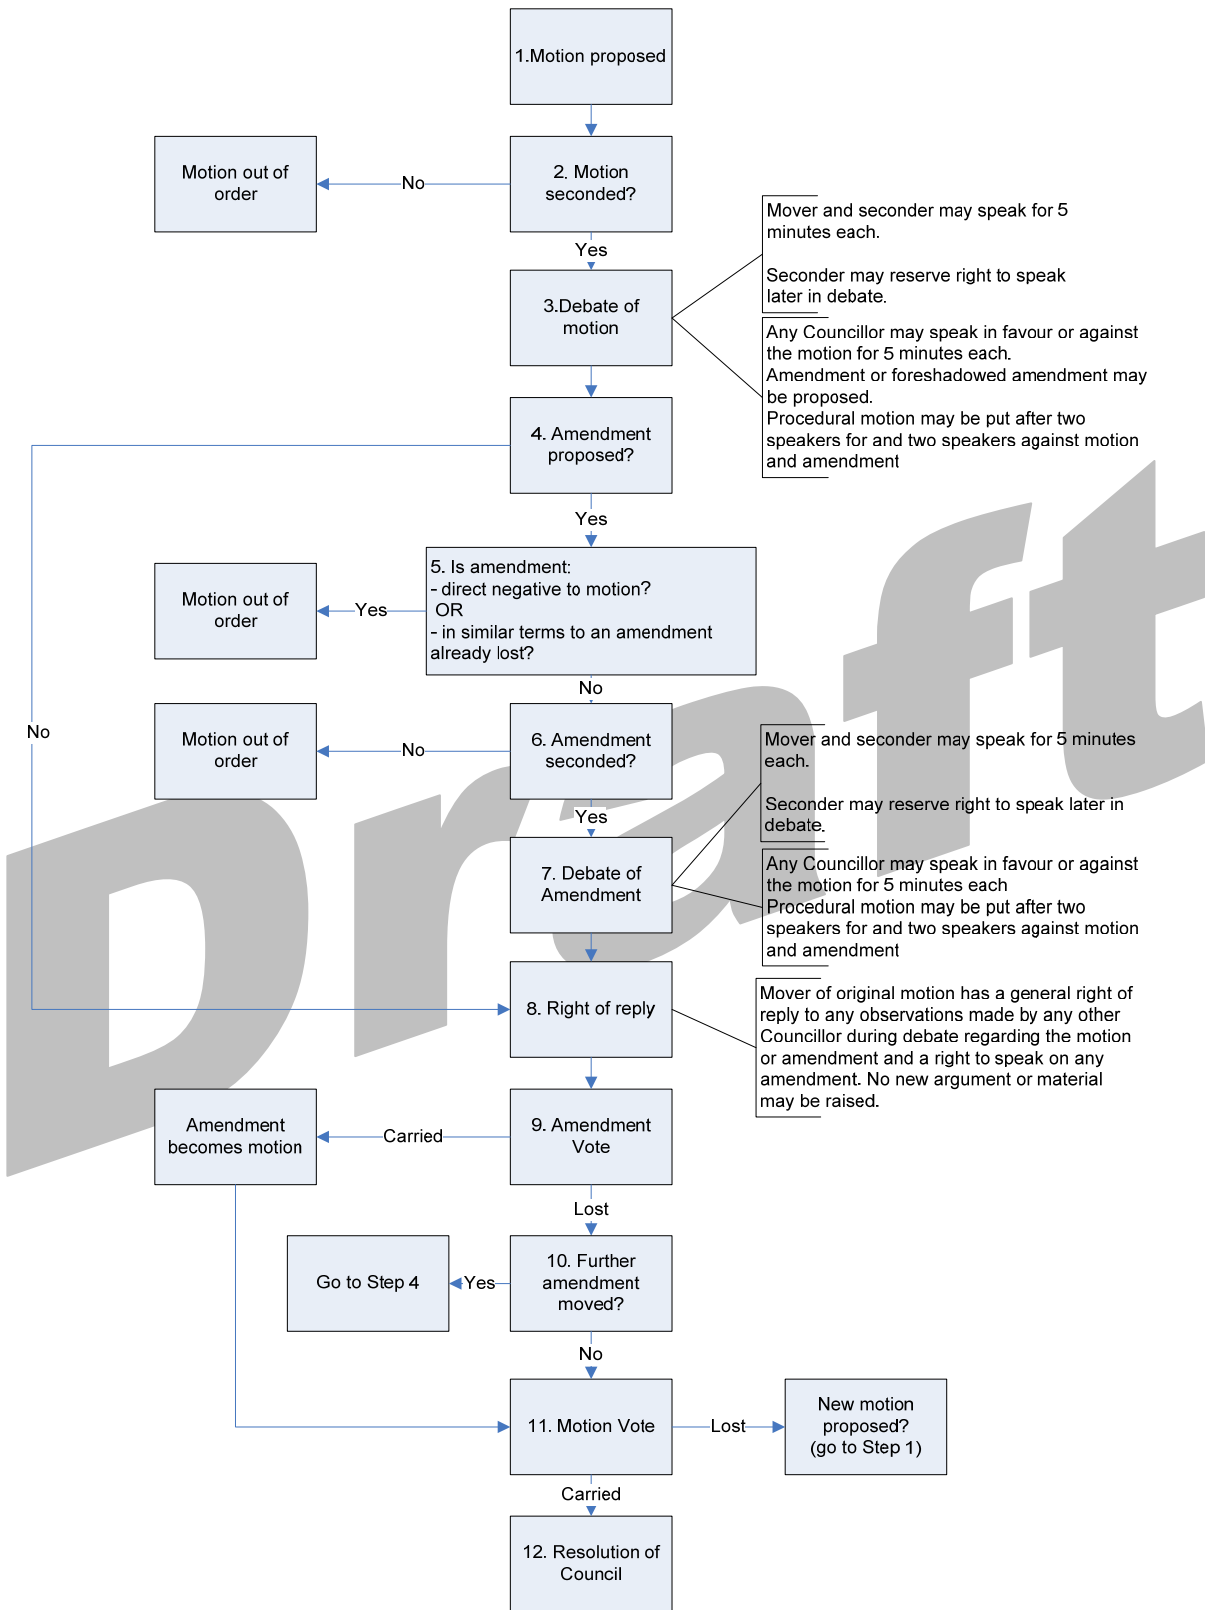 1.Motion proposed
Motion out of
order
No
2. Motion
seconded?
Yes
Mover and seconder may speak for 5
minutes each.
Seconder may reserve right to speak
later in debate.
3.Debate of
motion
Any Councillor may speak in favour or against
the motion for 5 minutes each.
Amendment or foreshadowed amendment may
be proposed.
Procedural motion may be put after two
speakers for and two speakers against motion
and amendment
4. Amendment
proposed?
Yes
No
5. Is amendment:
- direct negative to motion?
OR
- in similar terms to an amendment
already lost?
Yes
Motion out of
order
No
6. Amendment
seconded?
No
Motion out of
order
Yes
Mover and seconder may speak for 5 minutes
each.
Seconder may reserve right to speak later in
debate.
7. Debate of
Amendment
Any Councillor may speak in favour or against
the motion for 5 minutes each
Procedural motion may be put after two
speakers for and two speakers against motion
and amendment
8. Right of reply
Mover of original motion has a general right of
reply to any observations made by any other
Councillor during debate regarding the motion
or amendment and a right to speak on any
amendment. No new argument or material
may be raised.
9. Amendment
Vote
Carried
Amendment
becomes motion
Lost
10. Further
amendment
moved?
Yes
Go to Step 4
No
11. Motion Vote
Lost
New motion
proposed?
(go to Step 1)
Carried
12. Resolution of
Council
Draft